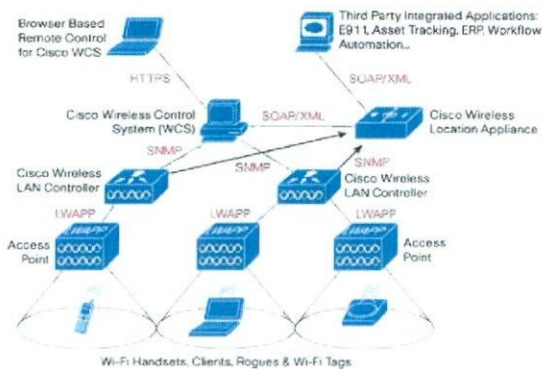 Browser Based
Remote Control
for Cisco WCS
Third Party Integrated Applications:
E911, Asset Tracking, ERP, Workflow
Automation...
HTTPS
SOAP/XML
Cisco Wireless Control
System (WCS)
SOAP/XML
Cisco Wireless
Location Appliance
SNMP
SNMP
SNMP
Cisco Wireless
LAN Controller
Cisco Wireless
LAN Controller
LWAPP
LWAPP
LWAPP
Access
Point
Access
Point
Wi-Fi Handsets, Clients, Rogues & Wi-Fi Tags